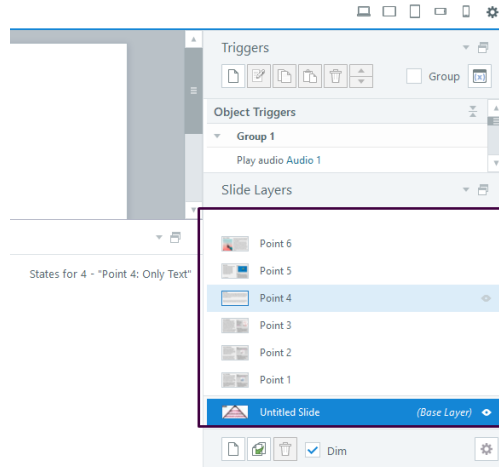 Triggers
Group
Object Triggers
Group 1
Play audio Audio 1
Slide Layers
Point 6
States for 4 - "Point 4: Only Text"
Point 5
Point 4
Point 3
Point 2
Point 1
Untitled Slide (Base Layer)
Dim